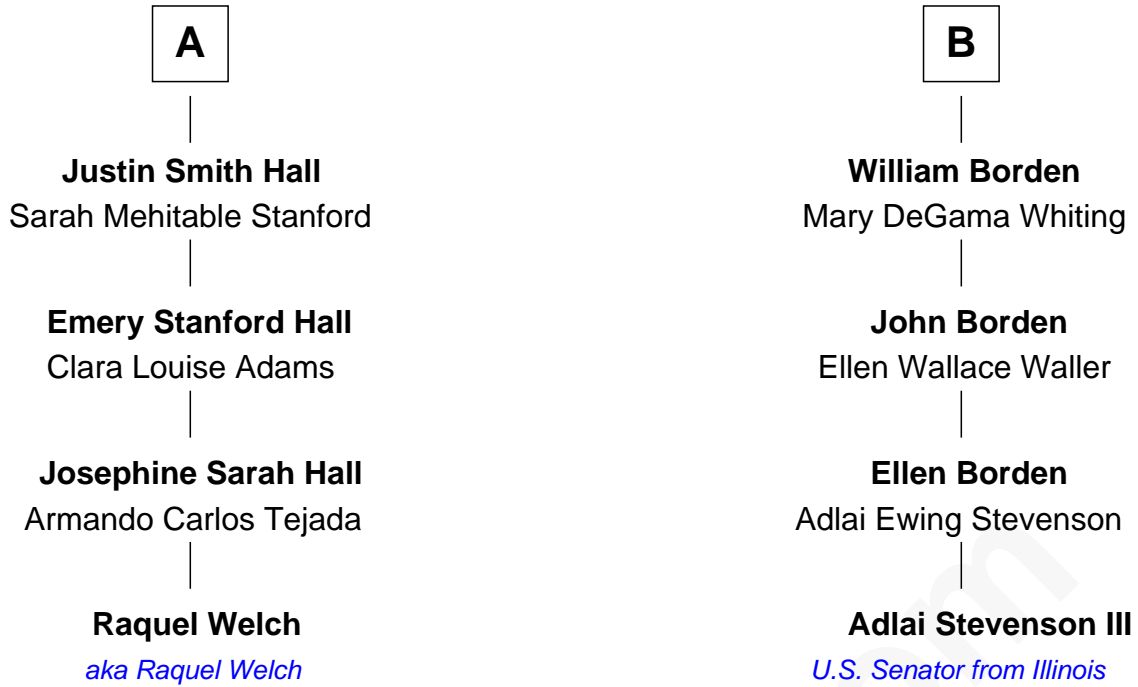 A
Justin Smith Hall
Sarah Mehitable Stanford
Emery Stanford Hall
Clara Louise Adams
Josephine Sarah Hall
Armando Carlos Tejada
Raquel Welch
aka Raquel Welch
B
William Borden
Mary DeGama Whiting
John Borden
Ellen Wallace Waller
Ellen Borden
Adlai Ewing Stevenson
Adlai Stevenson III
U.S. Senator from Illinois